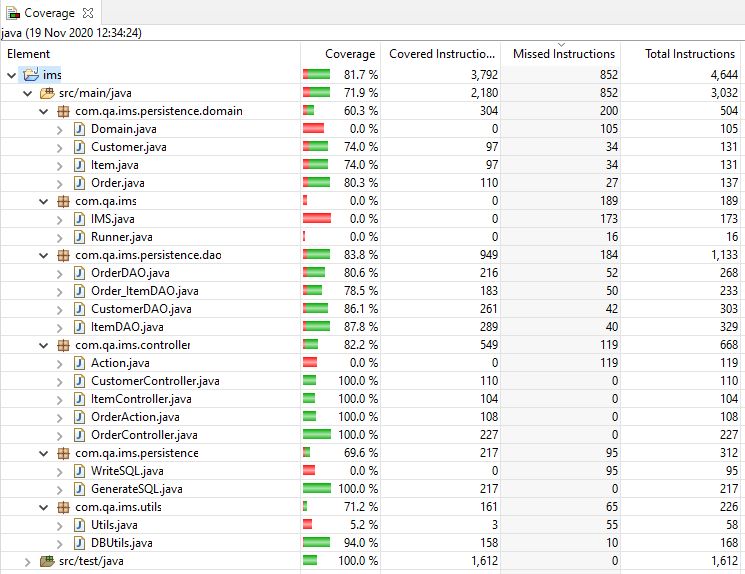 Coverage
java (19 Nov 2020 12:34:24)
Element Coverage Covered Instructio... Missed Instructions Total Instructions
ims 81.7 % 3,792 852 4,644
src/main/java 71.9 % 2,180 852 3,032
com.qa.ims.persistence.domain 60.3 % 304 200 504
Domain.java 0.0 % 0 105 105
Customer.java 74.0 % 97 34 131
Item.java 74.0 % 97 34 131
Order.java 80.3 % 110 27 137
com.qa.ims 0.0 % 0 189 189
IMS.java 0.0 % 0 173 173
Runner.java 0.0 % 0 16 16
com.qa.ims.persistence.dao 83.8 % 949 184 1,133
OrderDAO.java 80.6 % 216 52 268
Order_ItemDAO.java 78.5 % 183 50 233
CustomerDAO.java 86.1 % 261 42 303
ItemDAO.java 87.8 % 289 40 329
com.qa.ims.controller 82.2 % 549 119 668
Action.java 0.0 % 0 119 119
CustomerController.java 100.0 % 110 0 110
ItemController.java 100.0 % 104 0 104
OrderAction.java 100.0 % 108 0 108
OrderController.java 100.0 % 227 0 227
com.qa.ims.persistence 69.6 % 217 95 312
WriteSQL.java 0.0 % 0 95 95
GenerateSQL.java 100.0 % 217 0 217
com.qa.ims.utils 71.2 % 161 65 226
Utils.java 5.2 % 3 55 58
DBUtils.java 94.0 % 158 10 168
src/test/java 100.0 % 1,612 0 1,612